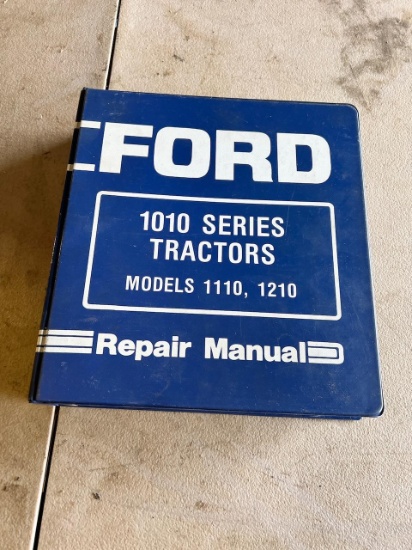 FORD
1010 SERIES
TRACTORS
MODELS 1110, 1210
Repair Manual